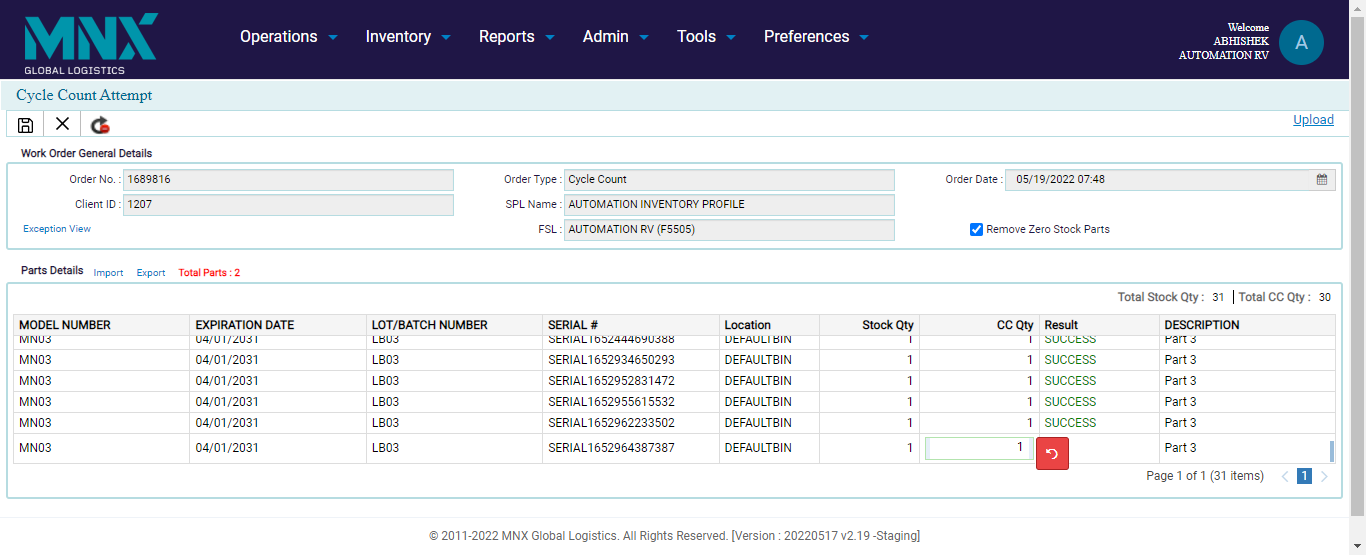 MNX
GLOBAL LOGISTICS
Operations Inventory Reports Admin Tools Preferences
Welcome
ABHISHEK
AUTOMATION RV
A
Cycle Count Attempt
Upload
Work Order General Details
Order No. : 1689816 Order Type : Cycle Count Order Date : 05/19/2022 07:48
Client ID : 1207 SPL Name : AUTOMATION INVENTORY PROFILE
Exception View FSL : AUTOMATION RV (F5505) Remove Zero Stock Parts
Parts Details Import Export Total Parts : 2
Total Stock Qty : 31 Total CC Qty : 30
MODEL NUMBER EXPIRATION DATE LOT/BATCH NUMBER SERIAL # Location Stock Qty CC Qty Result DESCRIPTION
MN03 04/01/2031 LB03 SERIAL1652444690388 DEFAULTBIN 1 1 SUCCESS Part 3
MN03 04/01/2031 LB03 SERIAL1652934650293 DEFAULTBIN 1 1 SUCCESS Part 3
MN03 04/01/2031 LB03 SERIAL1652952831472 DEFAULTBIN 1 1 SUCCESS Part 3
MN03 04/01/2031 LB03 SERIAL1652955615532 DEFAULTBIN 1 1 SUCCESS Part 3
MN03 04/01/2031 LB03 SERIAL1652962233502 DEFAULTBIN 1 1 SUCCESS Part 3
MN03 04/01/2031 LB03 SERIAL1652964387387 DEFAULTBIN 1 1 Part 3
Page 1 of 1 (31 items) 1
© 2011-2022 MNX Global Logistics. All Rights Reserved. [Version : 20220517 v2.19 -Staging]